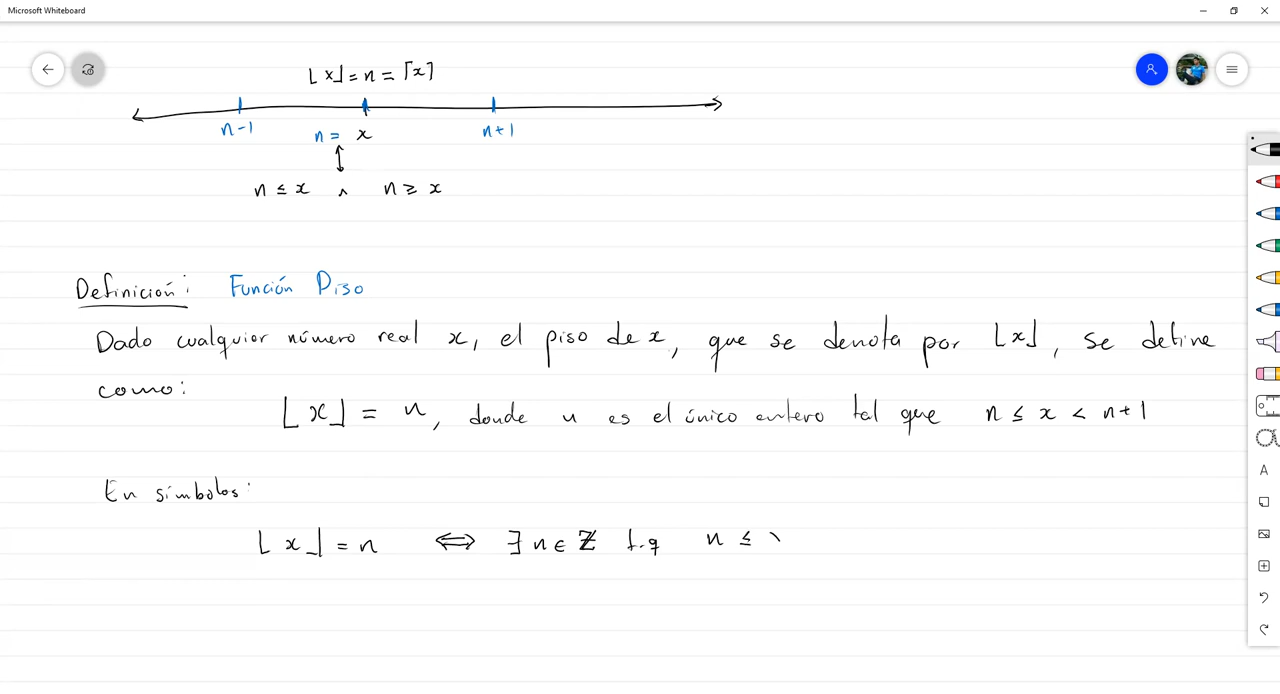 Microsoft Whiteboard
⌊x⌋ = n = ⌈x⌉
n-1 n = x n+1
n ≤ x ∧ n ≥ x
Definición: Función Piso
Dado cualquier número real x, el piso de x, que se denota por ⌊x⌋, se define
como:
⌊x⌋ = n, donde n es el único entero tal que n ≤ x < n+1
En símbolos:
⌊x⌋ = n ⟺ ∃ n ∈ ℤ t.q n ≤
A